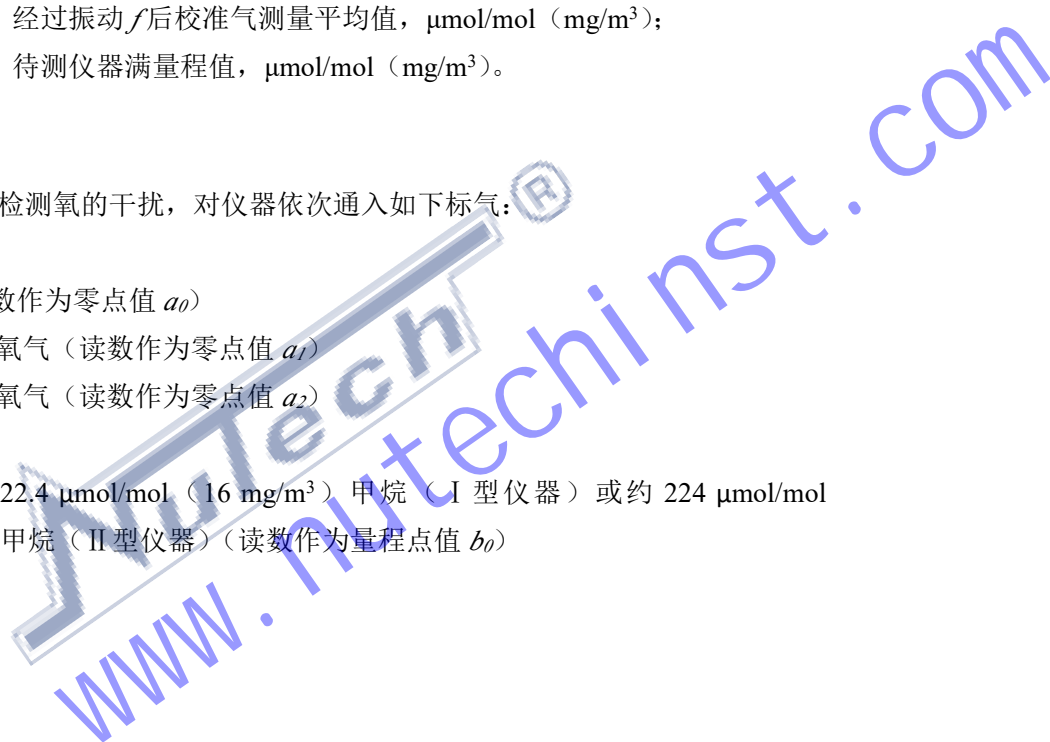 经过振动 f 后校准气测量平均值，μmol/mol（mg/m³）；
待测仪器满量程值，μmol/mol（mg/m³）。
检测氧的干扰，对仪器依次通入如下标气：
数作为零点值 a₀）
氧气（读数作为零点值 a₁）
氧气（读数作为零点值 a₂）
22.4 μmol/mol（16 mg/m³）甲烷（Ⅰ型仪器）或约 224 μmol/mol
甲烷（Ⅱ型仪器）（读数作为量程点值 b₀）
NuTech®
www.nutechinst.com